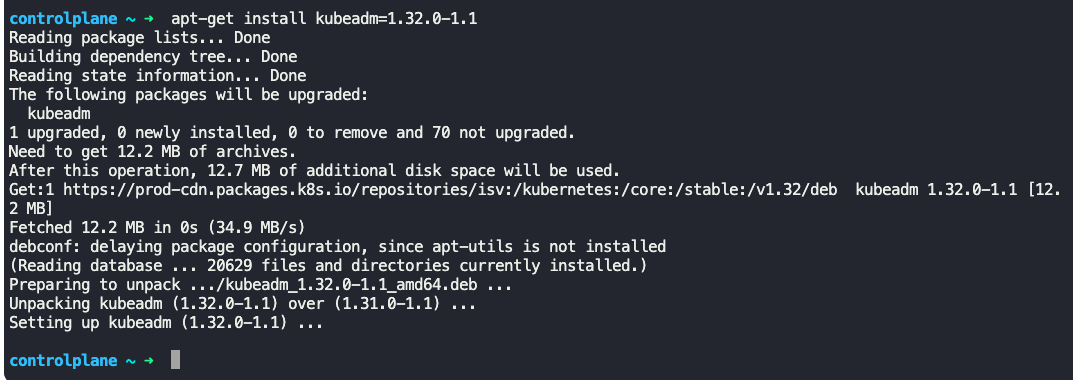 controlplane ~ ➜  apt-get install kubeadm=1.32.0-1.1
Reading package lists... Done
Building dependency tree... Done
Reading state information... Done
The following packages will be upgraded:
  kubeadm
1 upgraded, 0 newly installed, 0 to remove and 70 not upgraded.
Need to get 12.2 MB of archives.
After this operation, 12.7 MB of additional disk space will be used.
Get:1 https://prod-cdn.packages.k8s.io/repositories/isv:/kubernetes:/core:/stable:/v1.32/deb  kubeadm 1.32.0-1.1 [12.
2 MB]
Fetched 12.2 MB in 0s (34.9 MB/s)
debconf: delaying package configuration, since apt-utils is not installed
(Reading database ... 20629 files and directories currently installed.)
Preparing to unpack .../kubeadm_1.32.0-1.1_amd64.deb ...
Unpacking kubeadm (1.32.0-1.1) over (1.31.0-1.1) ...
Setting up kubeadm (1.32.0-1.1) ...
controlplane ~ ➜